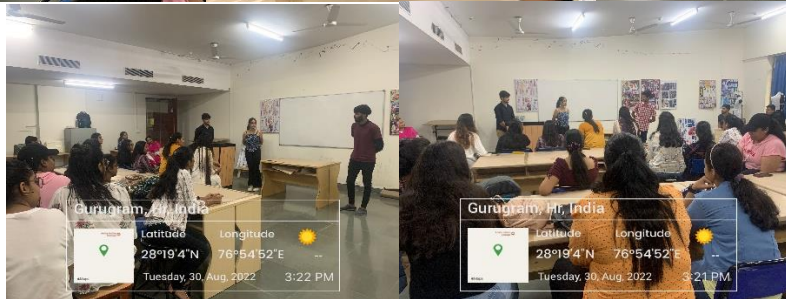 Gurugram, Hr, India
Latitude Longitude
28°19'4"N 76°54'52"E
Tuesday, 30, Aug, 2022 3:22 PM
Gurugram, Hr, India
Latitude Longitude
28°19'4"N 76°54'52"E
Tuesday, 30, Aug, 2022 3:21 PM